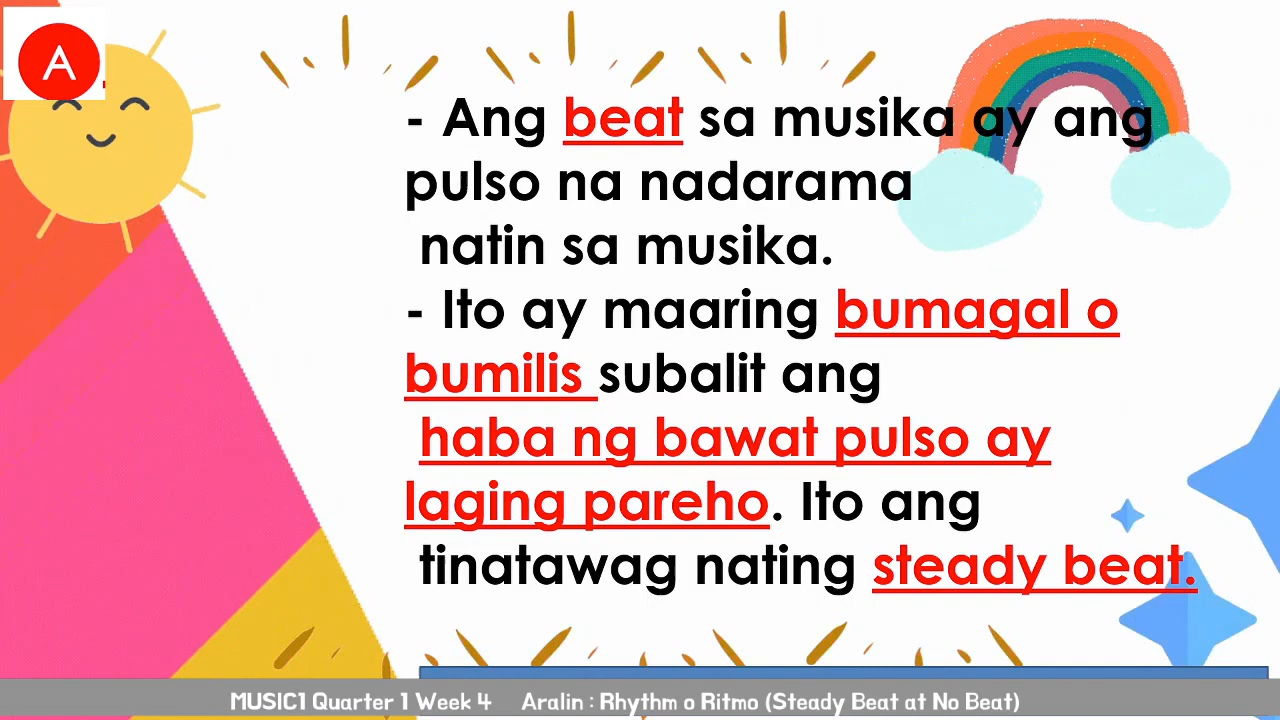 A
- Ang beat sa musika ay ang
pulso na nadarama
natin sa musika.
- Ito ay maaring bumagal o
bumilis subalit ang
haba ng bawat pulso ay
laging pareho. Ito ang
tinatawag nating steady beat.
MUSIC1 Quarter 1 Week 4 Aralin : Rhythm o Ritmo (Steady Beat at No Beat)